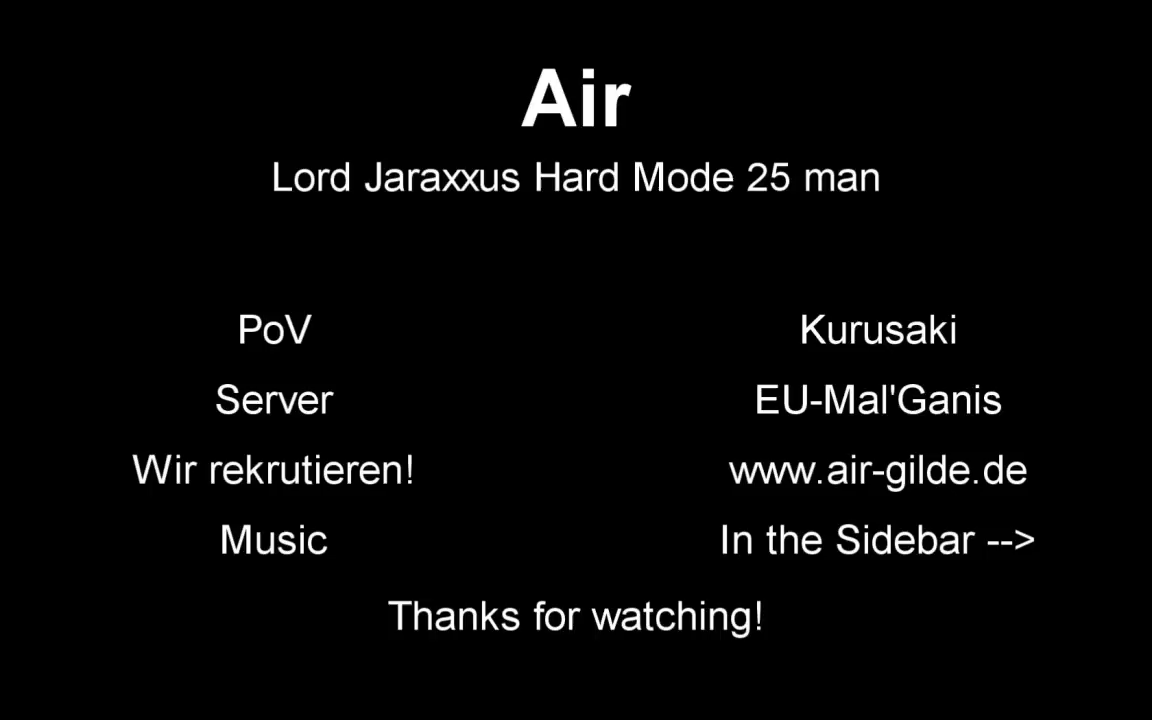 Air
Lord Jaraxxus Hard Mode 25 man
PoV Kurusaki
Server EU-Mal'Ganis
Wir rekrutieren! www.air-gilde.de
Music In the Sidebar -->
Thanks for watching!